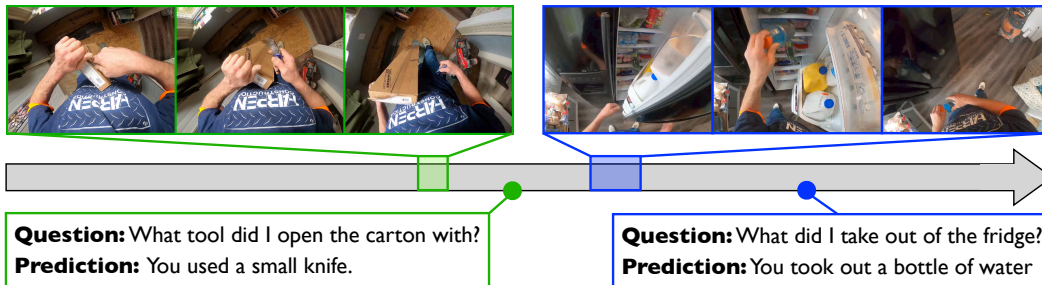 Question: What tool did I open the carton with?
Prediction: You used a small knife.
Question: What did I take out of the fridge?
Prediction: You took out a bottle of water